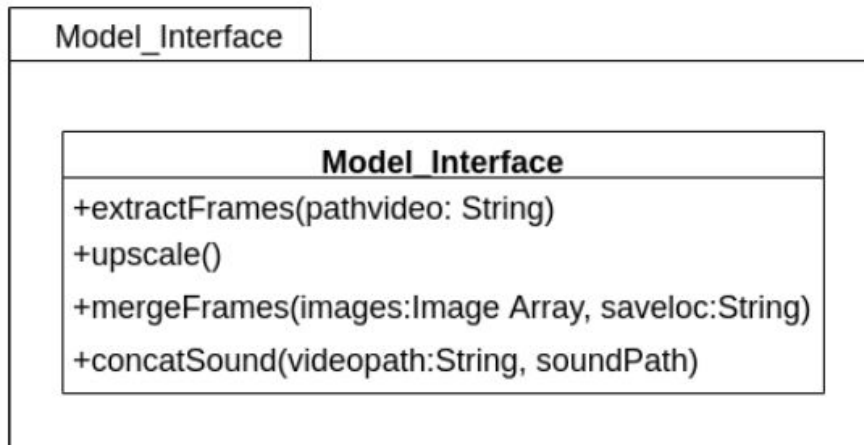 Model_Interface
Model_Interface
+extractFrames(pathvideo: String)
+upscale()
+mergeFrames(images:Image Array, saveloc:String)
+concatSound(videopath:String, soundPath)